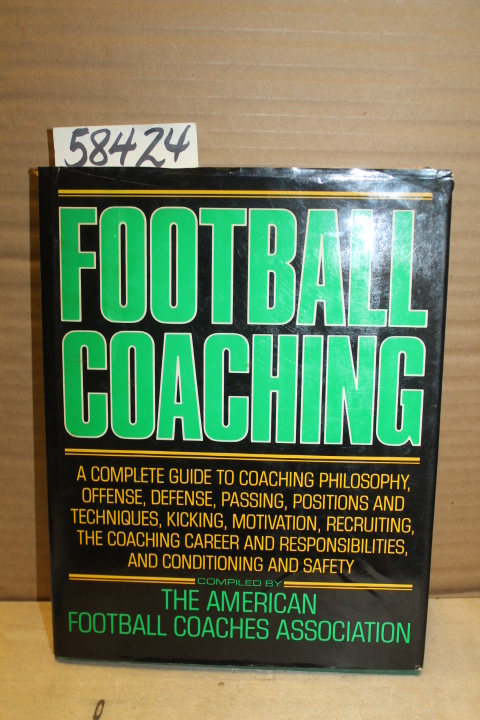 58424
FOOTBALL
COACHING
A COMPLETE GUIDE TO COACHING PHILOSOPHY,
OFFENSE, DEFENSE, PASSING, POSITIONS AND
TECHNIQUES, KICKING, MOTIVATION, RECRUITING,
THE COACHING CAREER AND RESPONSIBILITIES,
AND CONDITIONING AND SAFETY
COMPILED BY
THE AMERICAN
FOOTBALL COACHES ASSOCIATION